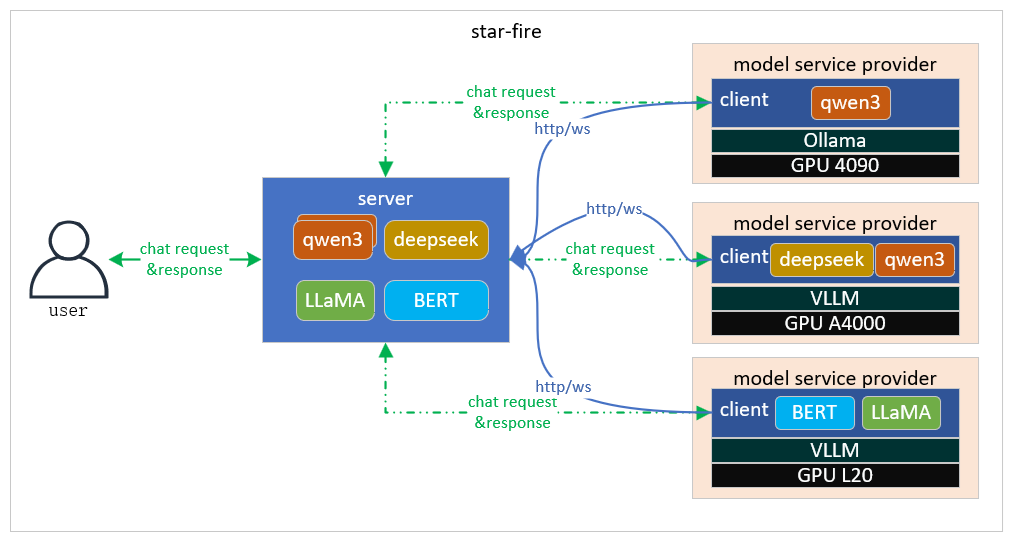 star-fire
user
chat request
&response
server
qwen3
deepseek
LLaMA
BERT
chat request
&response
http/ws
http/ws
chat request
&response
http/ws
chat request
&response
model service provider
client
qwen3
Ollama
GPU 4090
model service provider
client
deepseek
qwen3
VLLM
GPU A4000
model service provider
client
BERT
LLaMA
VLLM
GPU L20